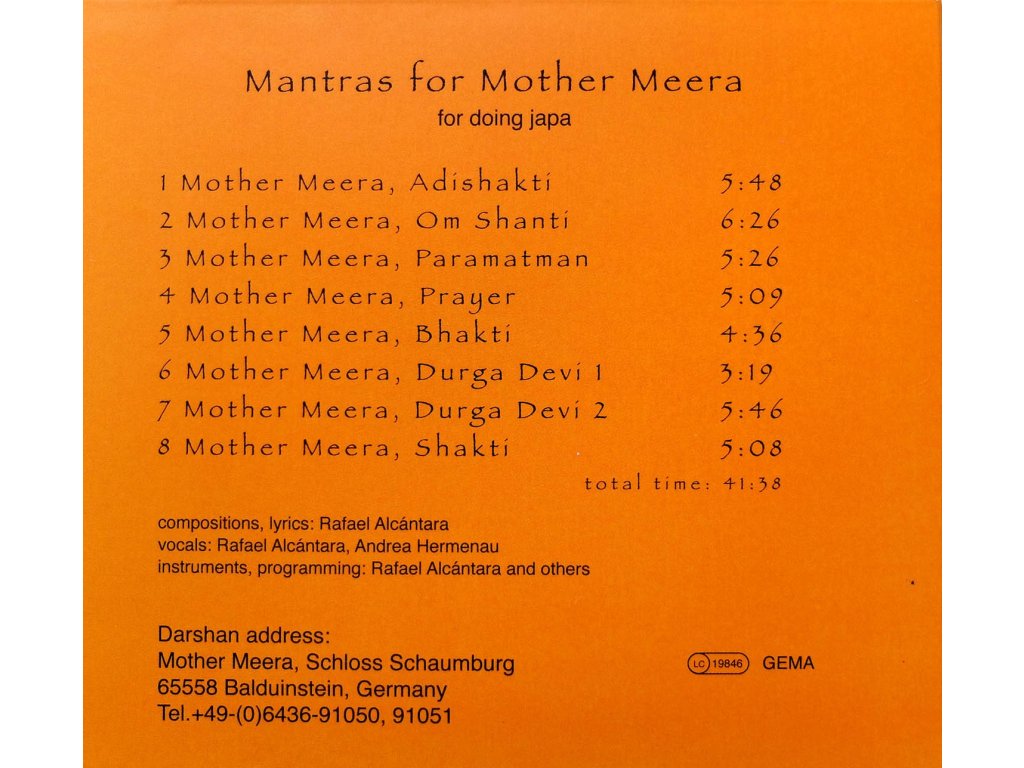 Mantras for Mother Meera
for doing japa
1 Mother Meera, Adishakti 5:48
2 Mother Meera, Om Shanti 6:26
3 Mother Meera, Paramatman 5:26
4 Mother Meera, Prayer 5:09
5 Mother Meera, Bhakti 4:36
6 Mother Meera, Durga Devi 1 3:19
7 Mother Meera, Durga Devi 2 5:46
8 Mother Meera, Shakti 5:08
total time: 41:38
compositions, lyrics: Rafael Alcántara
vocals: Rafael Alcántara, Andrea Hermenau
instruments, programming: Rafael Alcántara and others
Darshan address:
Mother Meera, Schloss Schaumburg
65558 Balduinstein, Germany
Tel.+49-(0)6436-91050, 91051
LC 19846 GEMA